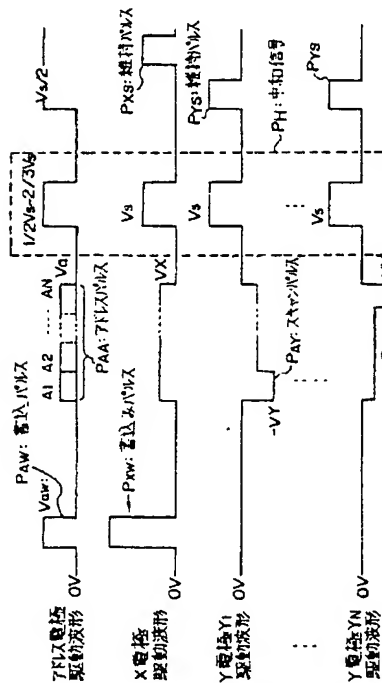 PAW: 書込パルス
Vaw:
A1 A2 …… AN
Va
1/2Vs~2/3Vs
Vs/2
アドレス電極
駆動波形
0V
PAA: アドレスパルス
PXW: 書込みパルス
VX
Vs
PXS: 維持パルス
X電極
駆動波形
0V
-VY
PAY: スキャンパルス
Vs
PYS: 維持パルス
Y電極Y1
駆動波形
0V
PH: 中和信号
……
……
……
Vs
PYS
Y電極YN
駆動波形
0V